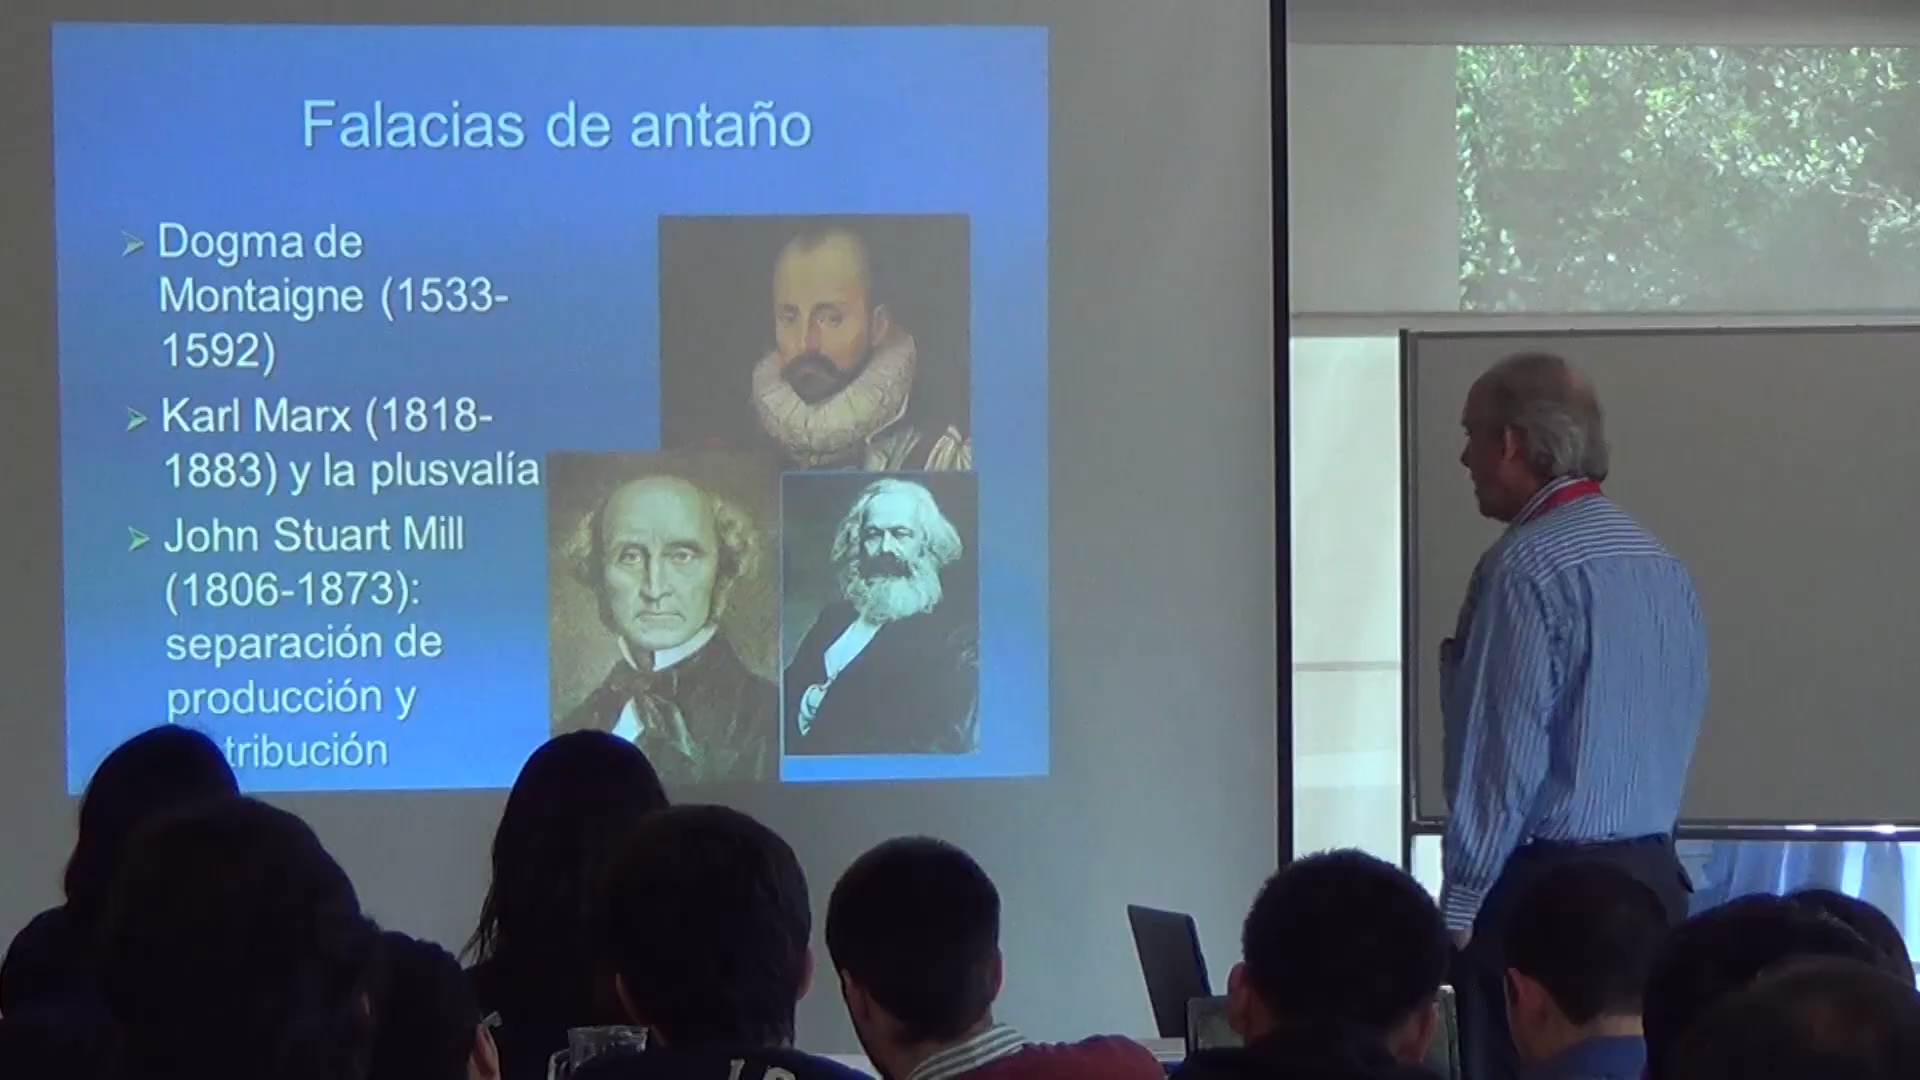 Falacias de antaño
Dogma de
Montaigne (1533-
1592)
Karl Marx (1818-
1883) y la plusvalía
John Stuart Mill
(1806-1873):
separación de
producción y
tribución